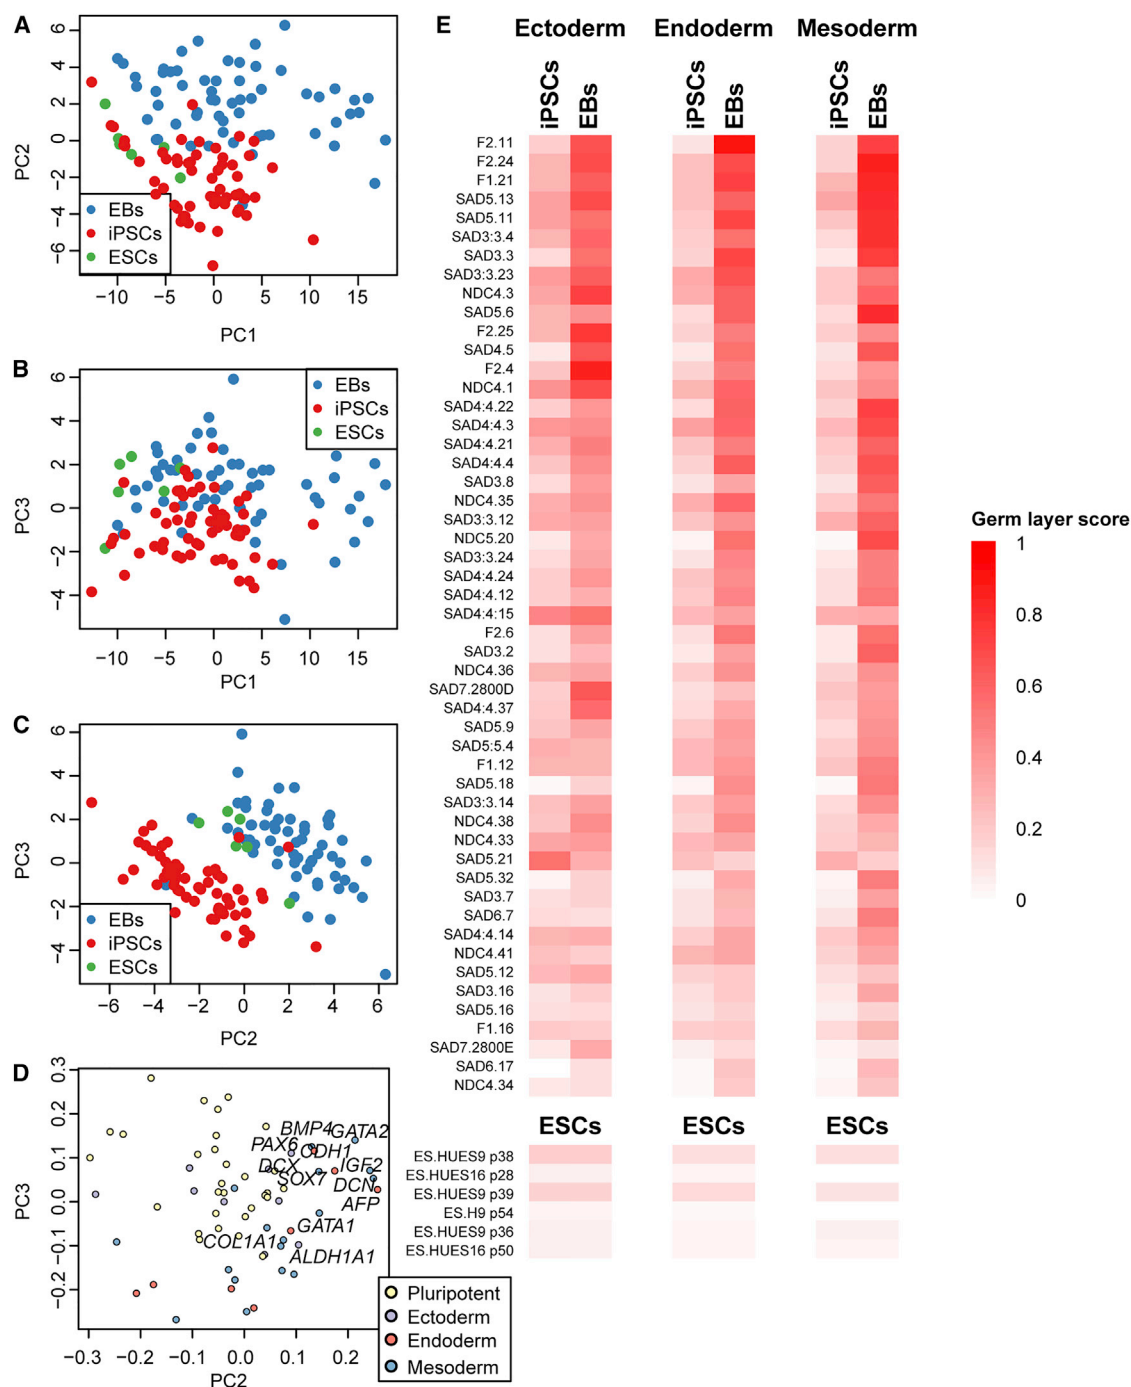 A
6
4
2
0
−2
−4
−6
PC2
EBs
iPSCs
ESCs
−10 −5 0 5 10 15
PC1
B
6
4
2
0
−2
−4
PC3
EBs
iPSCs
ESCs
−10 −5 0 5 10 15
PC1
C
6
4
2
0
−2
−4
PC3
EBs
iPSCs
ESCs
−6 −4 −2 0 2 4 6
PC2
D
0.3
0.2
0.1
0.0
−0.1
−0.2
PC3
BMP4 GATA2
PAX6 CDH1
DCX IGF2
SOX7 DCN
AFP
GATA1
COL1A1
ALDH1A1
Pluripotent
Ectoderm
Endoderm
Mesoderm
−0.3 −0.2 −0.1 0.0 0.1 0.2
PC2
E
Ectoderm Endoderm Mesoderm
iPSCs EBs iPSCs EBs iPSCs EBs
F2.11
F2.24
F1.21
SAD5.13
SAD5.11
SAD3:3.4
SAD3.3
SAD3:3.23
NDC4.3
SAD5.6
F2.25
SAD4.5
F2.4
NDC4.1
SAD4:4.22
SAD4:4.3
SAD4:4.21
SAD4:4.4
SAD3.8
NDC4.35
SAD3:3.12
NDC5.20
SAD3:3.24
SAD4:4.24
SAD4:4.12
SAD4:4:15
F2.6
SAD3.2
NDC4.36
SAD7.2800D
SAD4:4.37
SAD5.9
SAD5:5.4
F1.12
SAD5.18
SAD3:3.14
NDC4.38
NDC4.33
SAD5.21
SAD5.32
SAD3.7
SAD6.7
SAD4:4.14
NDC4.41
SAD5.12
SAD3.16
SAD5.16
F1.16
SAD7.2800E
SAD6.17
NDC4.34
ESCs ESCs ESCs
ES.HUES9 p38
ES.HUES16 p28
ES.HUES9 p39
ES.H9 p54
ES.HUES9 p36
ES.HUES16 p50
Germ layer score
1
0.8
0.6
0.4
0.2
0